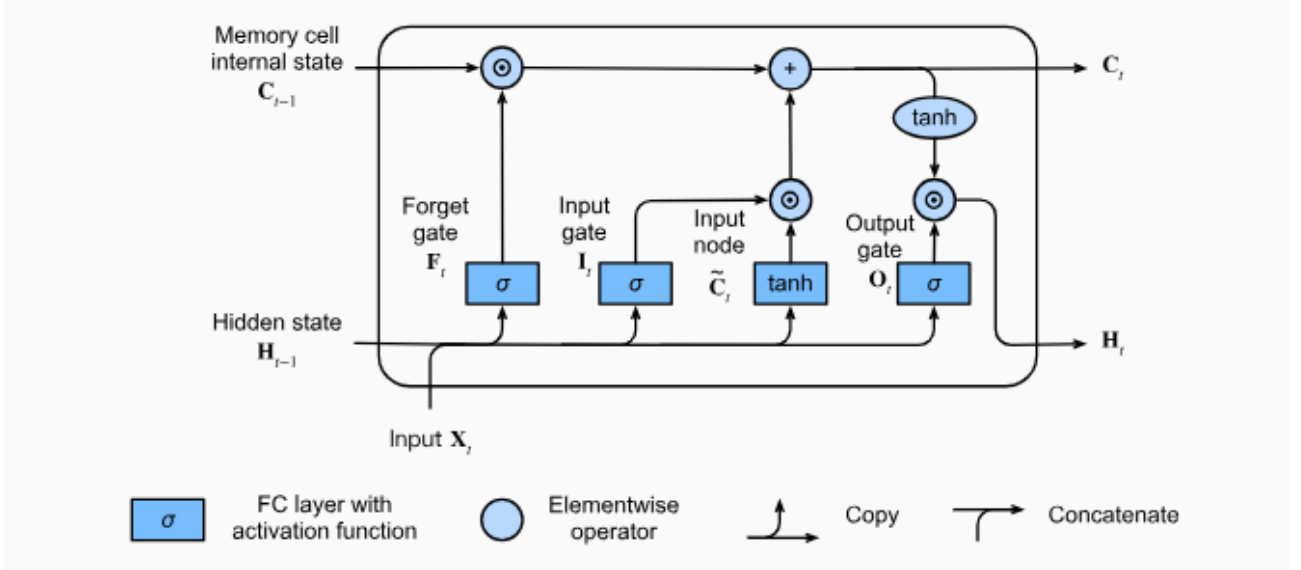 Memory cell
internal state
C_{t−1}
⊙
+
C_t
tanh
⊙
⊙
Forget
gate
F_t
σ
Input
gate
I_t
σ
Input
node
C̃_t
tanh
Output
gate
O_t
σ
Hidden state
H_{t−1}
H_t
Input X_t
σ
FC layer with
activation function
Elementwise
operator
Copy
Concatenate